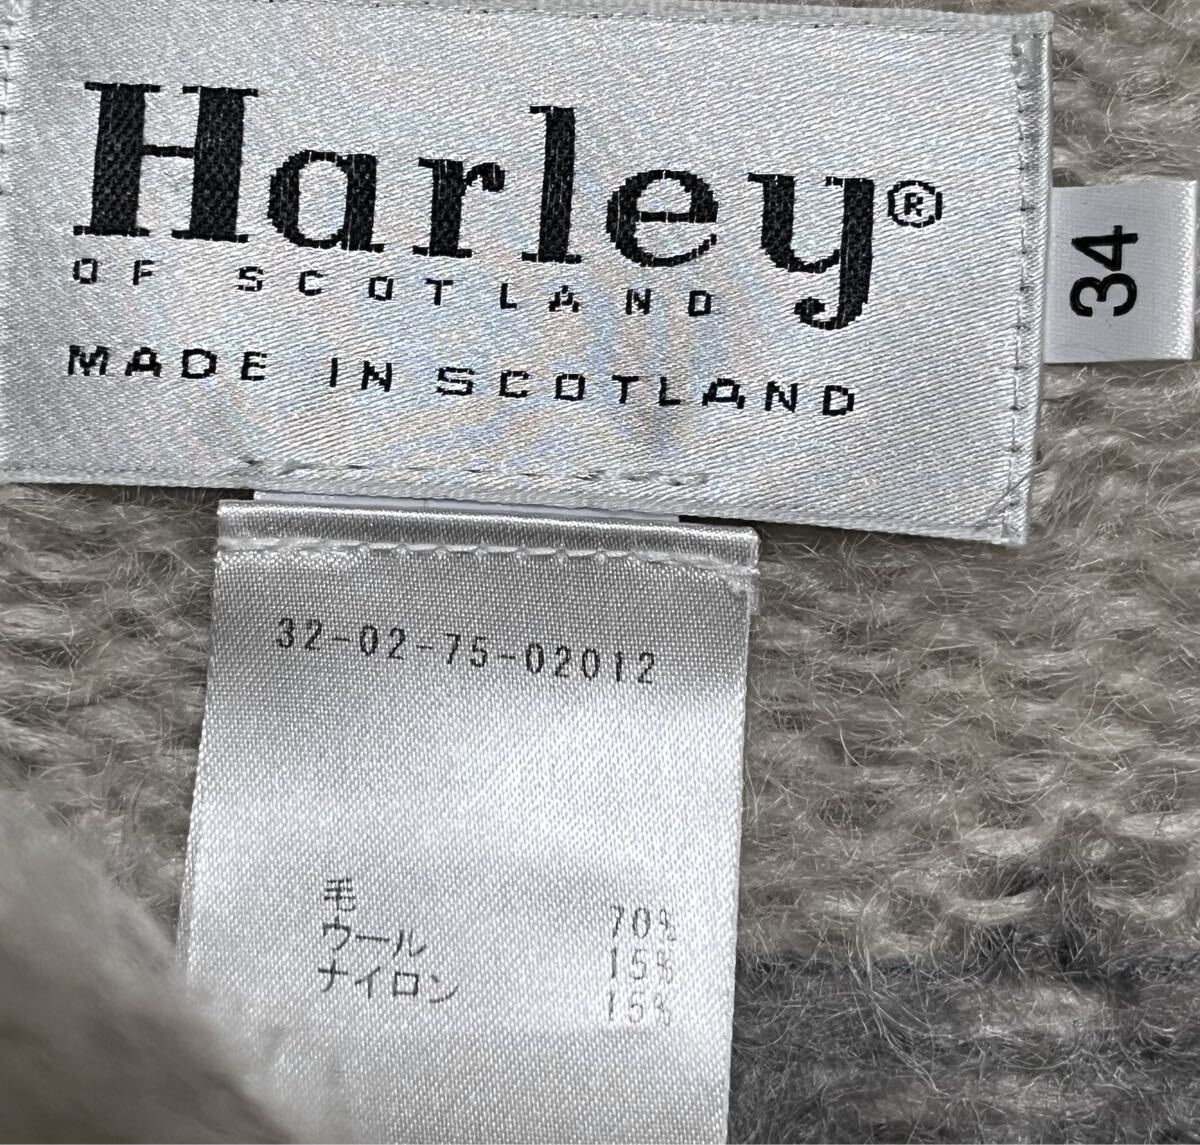 Harley®
OF SCOTLAND
MADE IN SCOTLAND
34
32-02-75-02012
毛 70%
ウール 15%
ナイロン 15%